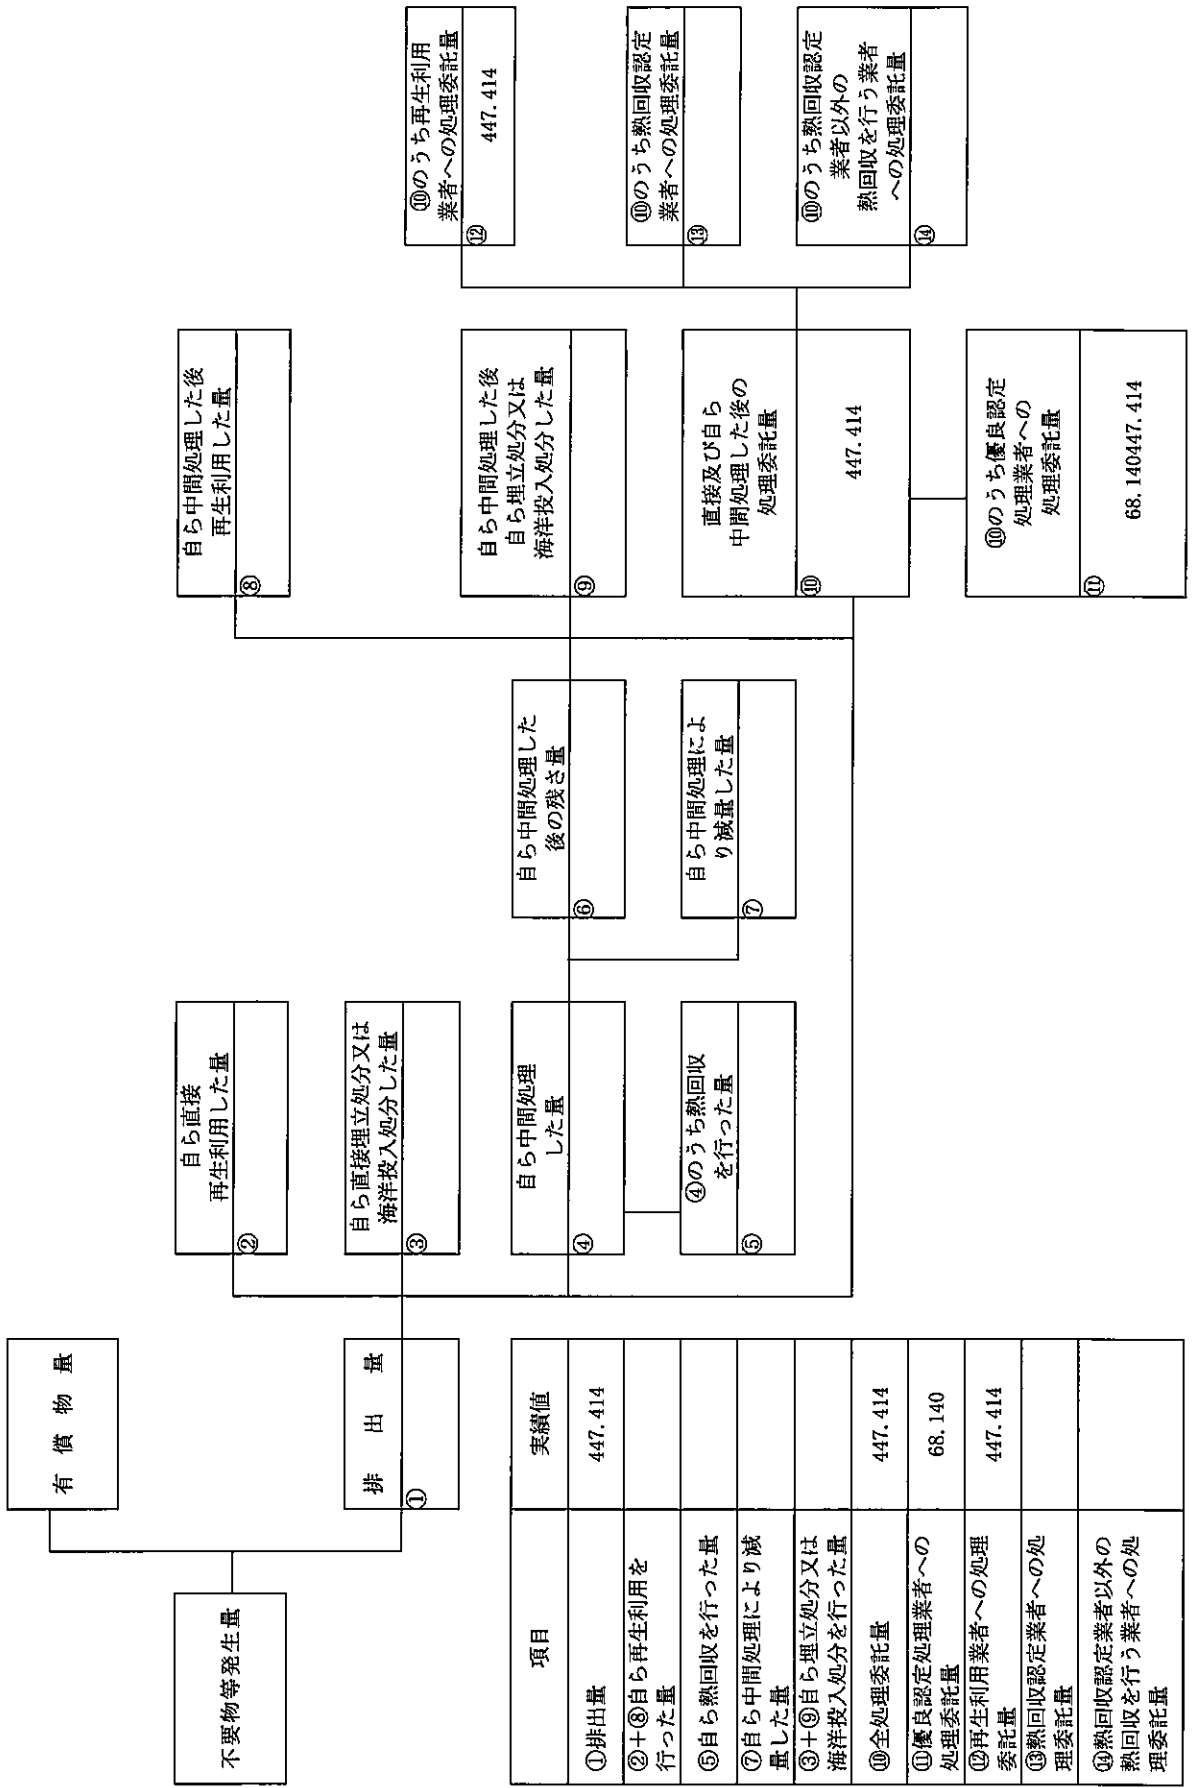 有償物量
不要物等発生量
排出量
①
自ら直接
再生利用した量
②
自ら直接埋立処分又は
海洋投入処分した量
③
自ら中間処理
した量
④
④のうち熱回収
を行った量
⑤
自ら中間処理した
後の残さ量
⑥
自ら中間処理によ
り減量した量
⑦
自ら中間処理した後
再生利用した量
⑧
自ら中間処理した後
自ら埋立処分又は
海洋投入処分した量
⑨
直接及び自ら
中間処理した後の
処理委託量
⑩
447.414
⑩のうち優良認定
処理業者への
処理委託量
⑪
68.140447.414
⑩のうち再生利用
業者への処理委託量
⑫
447.414
⑩のうち熱回収認定
業者への処理委託量
⑬
⑩のうち熱回収認定
業者以外の
熱回収を行う業者
への処理委託量
⑭
項目 実績値
①排出量 447.414
②+⑧自ら再生利用を
行った量
⑤自ら熱回収を行った量
⑦自ら中間処理により減
量した量
③+⑨自ら埋立処分又は
海洋投入処分を行った量
⑩全処理委託量 447.414
⑪優良認定処理業者への
処理委託量 68.140
⑫再生利用業者への処理
委託量 447.414
⑬熱回収認定業者への処
理委託量
⑭熱回収認定業者以外の
熱回収を行う業者への処
理委託量